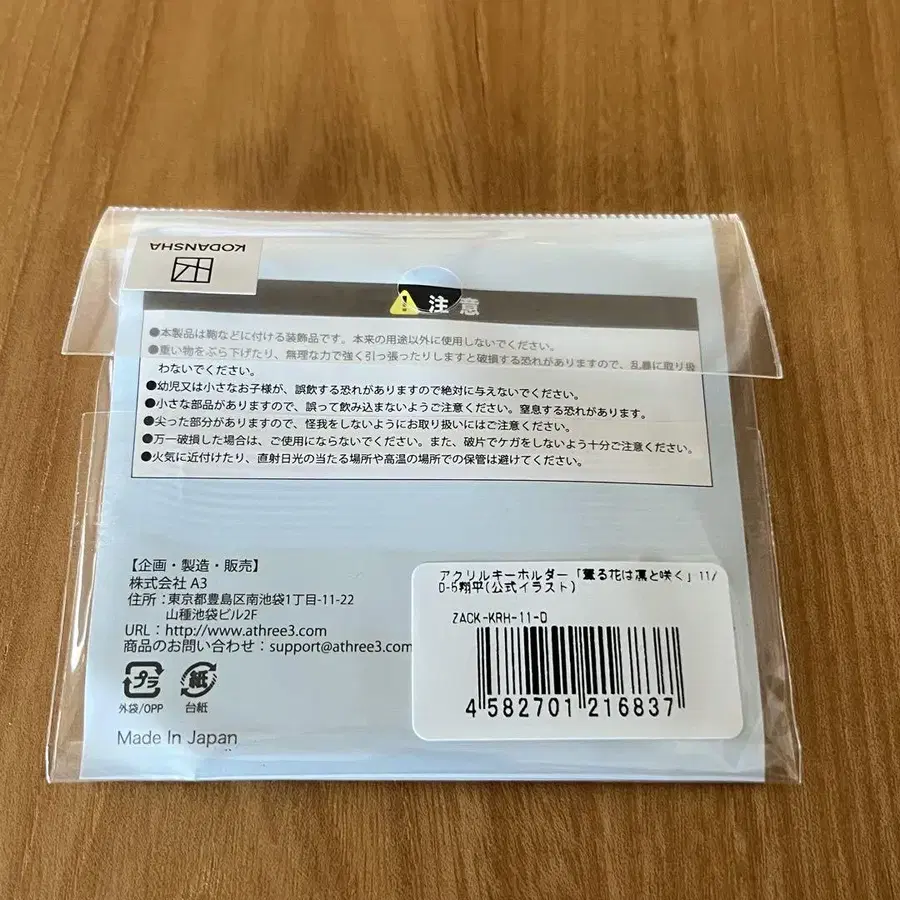 KODANSHA
注意
●本製品は鞄などに付ける装飾品です。本来の用途以外に使用しないでください。
●重い物をぶら下げたり、無理な力で強く引っ張ったりしますと破損する恐れがありますので、乱暴に取り扱
わないでください。
●幼児又は小さなお子様が、誤飲する恐れがありますので絶対に与えないでください。
●小さな部品がありますので、誤って飲み込まないようご注意ください。窒息する恐れがあります。
●尖った部分がありますので、怪我をしないようにお取り扱いにはご注意ください。
●万一破損した場合は、ご使用にならないでください。また、破片でケガをしないよう十分ご注意ください。
●火気に近付けたり、直射日光の当たる場所や高温の場所での保管は避けてください。
【企画・製造・販売】
株式会社 A3
住所：東京都豊島区南池袋1丁目-11-22
山種池袋ビル2F
URL：http://www.athree3.com
商品のお問い合わせ：support@athree3.com
プラ
紙
外袋/OPP
台紙
Made In Japan
アクリルキーホルダー「薫る花は凛と咲く」11/
D-5翔平(公式イラスト)
ZACK-KRH-11-D
4 582701 216837